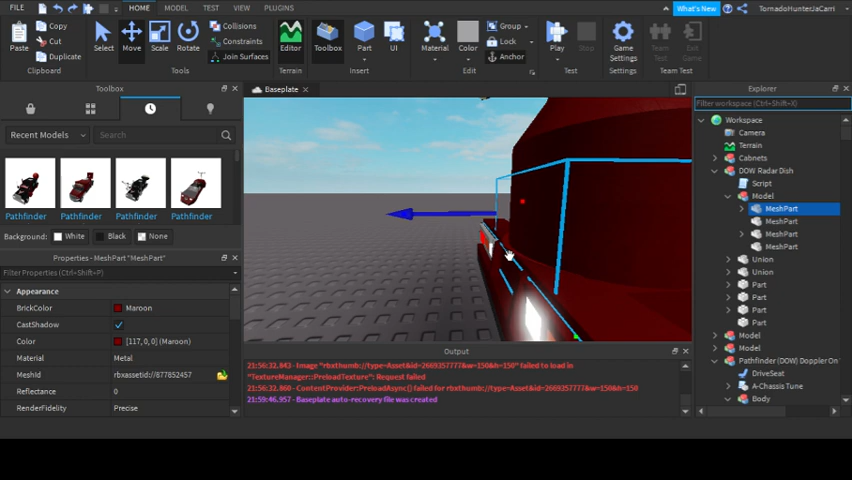 FILE HOME MODEL TEST VIEW PLUGINS What's New TornadoHunterJaCarri
Paste Copy Cut Duplicate Select Move Scale Rotate Collisions Constraints Join Surfaces Editor Toolbox Part UI Material Color Group Lock Anchor Play Stop Game Settings Team Test Exit Game
Clipboard Tools Terrain Insert Edit Test Settings Team Test
Toolbox
Recent Models Search
Pathfinder Pathfinder Pathfinder Pathfinder
Background: White Black None
Properties - MeshPart "MeshPart"
Filter Properties (Ctrl+Shift+P)
Appearance
BrickColor Maroon
CastShadow
Color [117, 0, 0] (Maroon)
Material Metal
MeshId rbxassetid://877852457
Reflectance 0
RenderFidelity Precise
Baseplate
Output
21:56:32.843 - Image "rbxthumb://type=Asset&id=2669357777&w=150&h=150" failed to load in
"TextureManager::PreloadTexture": Request failed
21:56:32.860 - ContentProvider:PreloadAsync() failed for rbxthumb://type=Asset&id=2669357777&w=150&h=150
21:59:46.957 - Baseplate auto-recovery file was created
Explorer
Filter workspace (Ctrl+Shift+X)
Workspace
Camera
Terrain
Cabnets
DOW Radar Dish
Script
Model
MeshPart
MeshPart
MeshPart
MeshPart
Union
Union
Part
Part
Part
Part
Model
Model
Pathfinder (DOW) Doppler On
DriveSeat
A-Chassis Tune
Body